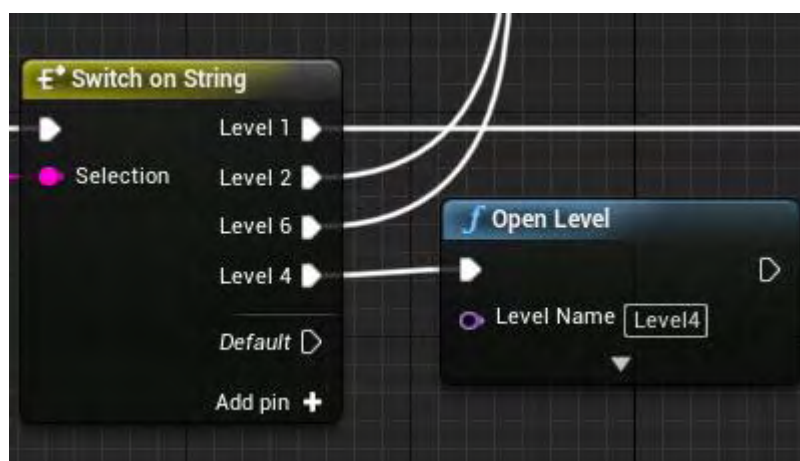 Switch on String
Level 1
Selection
Level 2
Level 6
Level 4
Default
Add pin
f Open Level
Level Name Level4